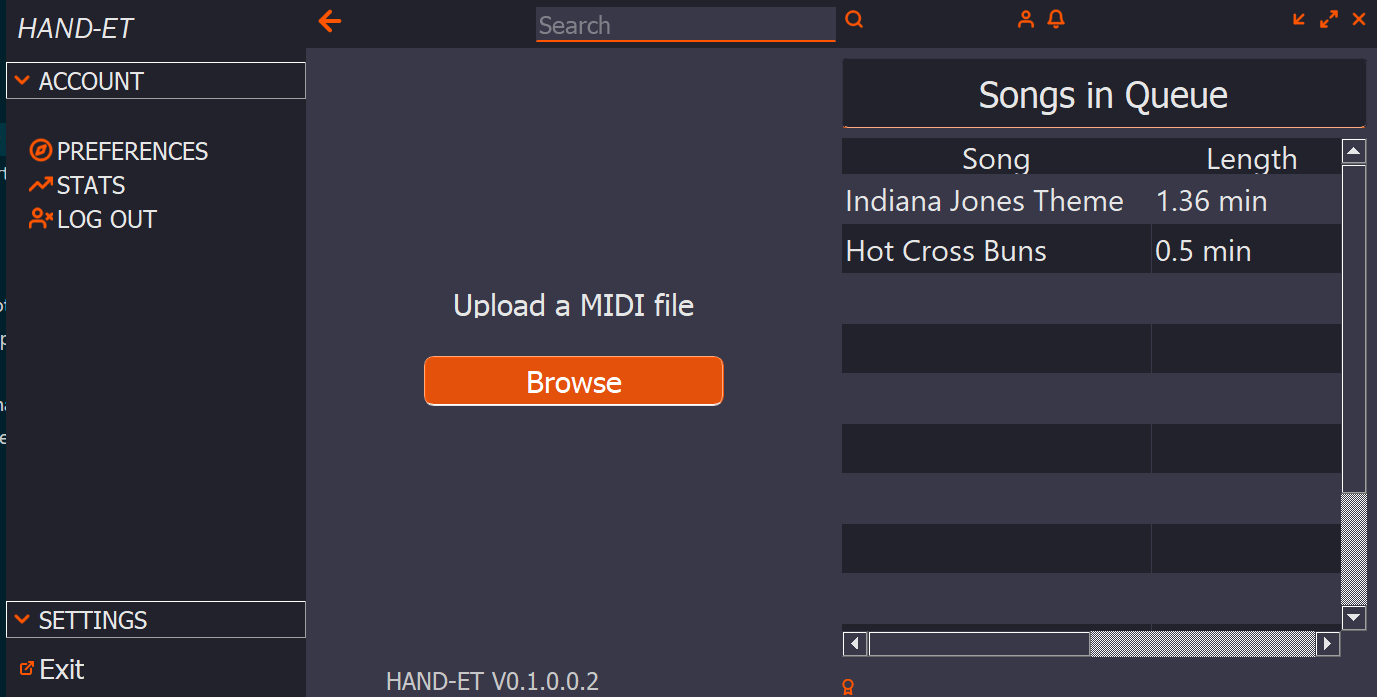 HAND-ET
Search
ACCOUNT
PREFERENCES
STATS
LOG OUT
SETTINGS
Exit
Upload a MIDI file
Browse
HAND-ET V0.1.0.0.2
Songs in Queue
Song Length
Indiana Jones Theme 1.36 min
Hot Cross Buns 0.5 min